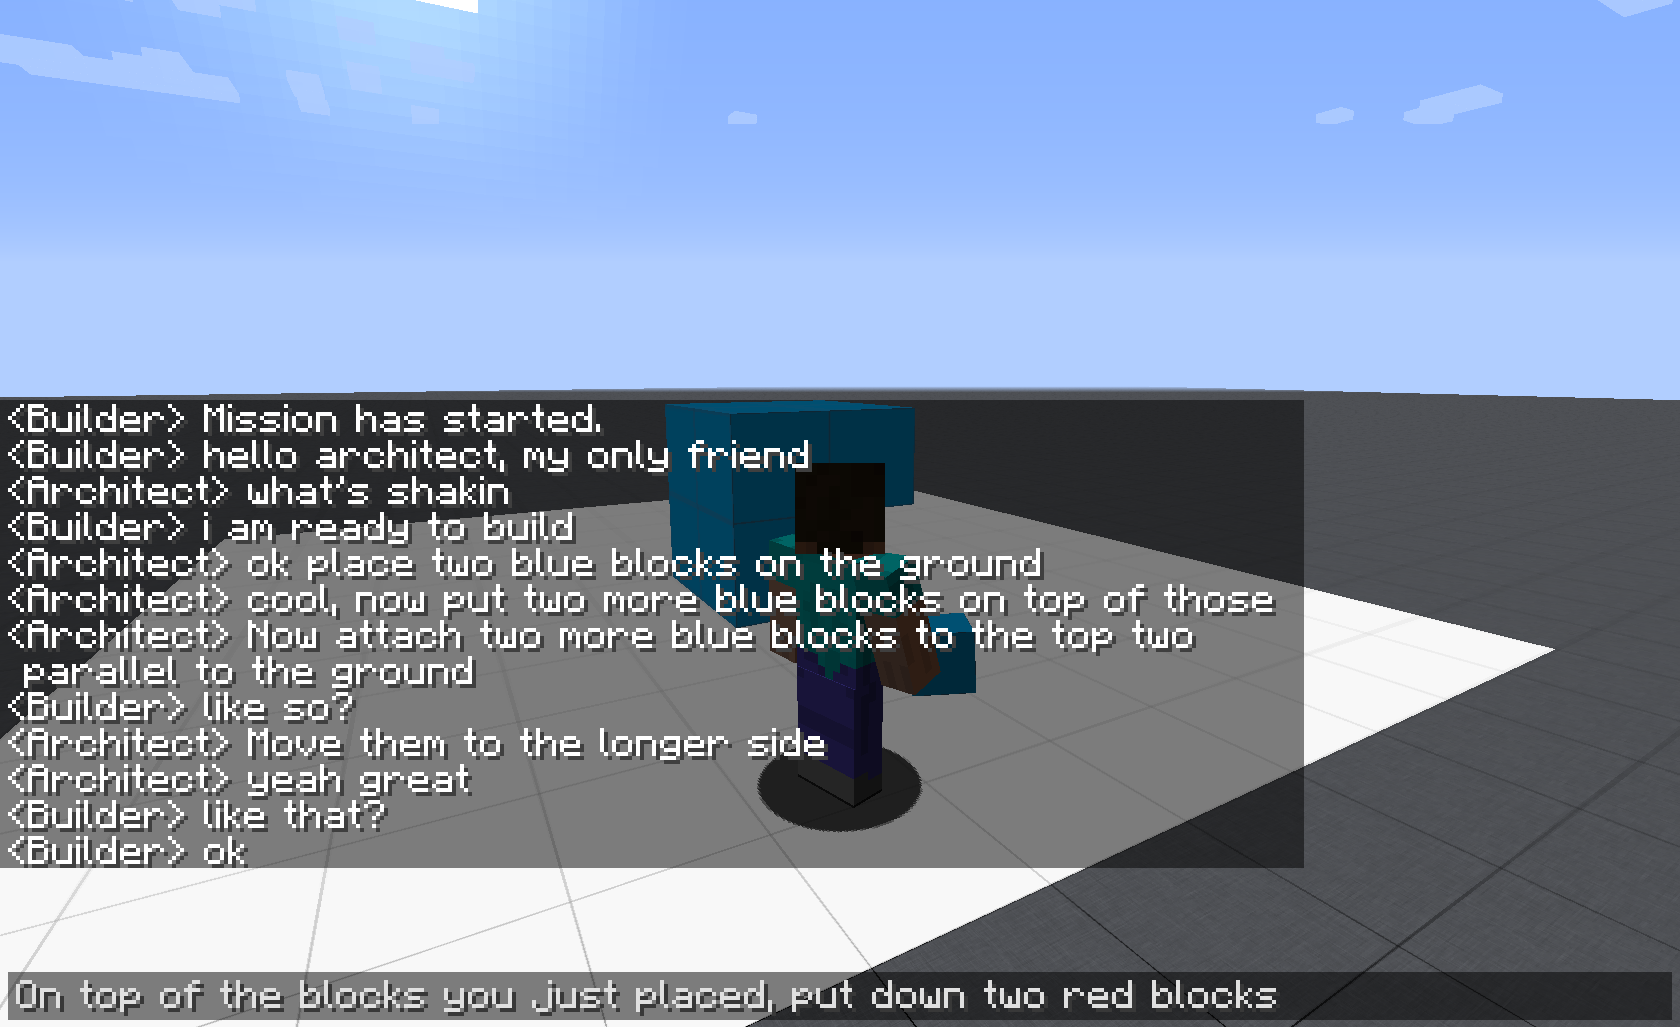 <Builder> Mission has started.
<Builder> hello architect, my only friend
<Architect> what's shakin
<Builder> i am ready to build
<Architect> ok place two blue blocks on the ground
<Architect> cool, now put two more blue blocks on top of those
<Architect> Now attach two more blue blocks to the top two
parallel to the ground
<Builder> like so?
<Architect> Move them to the longer side
<Architect> yeah great
<Builder> like that?
<Builder> ok
On top of the blocks you just placed, put down two red blocks